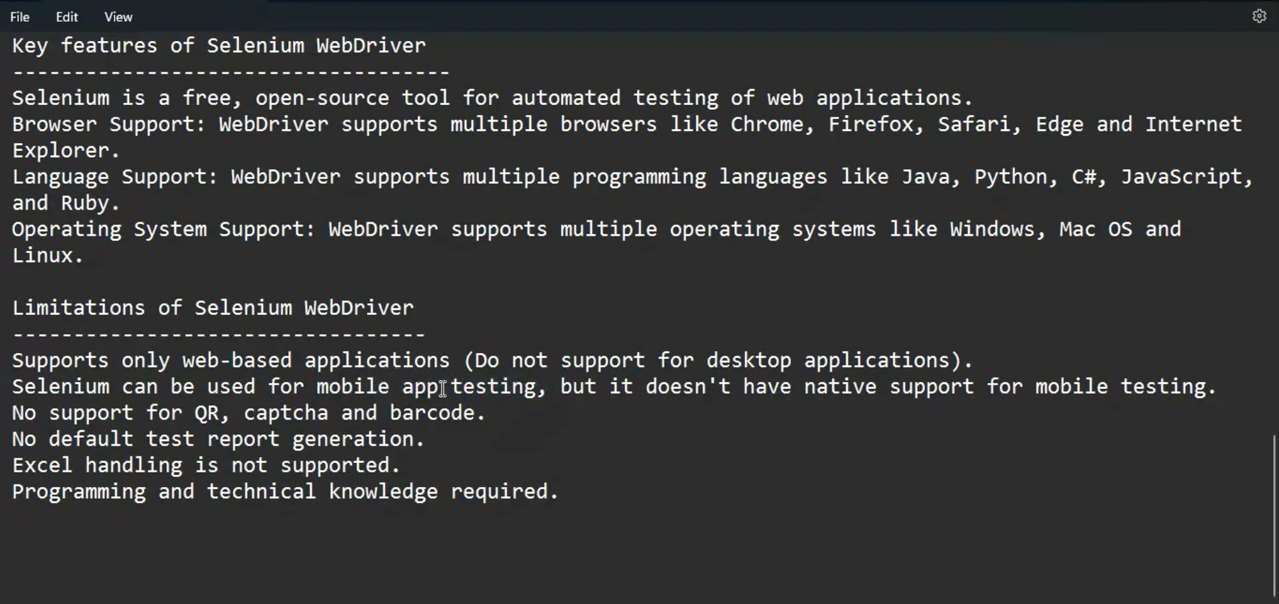 File Edit View
Key features of Selenium WebDriver
------------------------------------
Selenium is a free, open-source tool for automated testing of web applications.
Browser Support: WebDriver supports multiple browsers like Chrome, Firefox, Safari, Edge and Internet
Explorer.
Language Support: WebDriver supports multiple programming languages like Java, Python, C#, JavaScript,
and Ruby.
Operating System Support: WebDriver supports multiple operating systems like Windows, Mac OS and
Linux.
Limitations of Selenium WebDriver
----------------------------------
Supports only web-based applications (Do not support for desktop applications).
Selenium can be used for mobile app testing, but it doesn't have native support for mobile testing.
No support for QR, captcha and barcode.
No default test report generation.
Excel handling is not supported.
Programming and technical knowledge required.